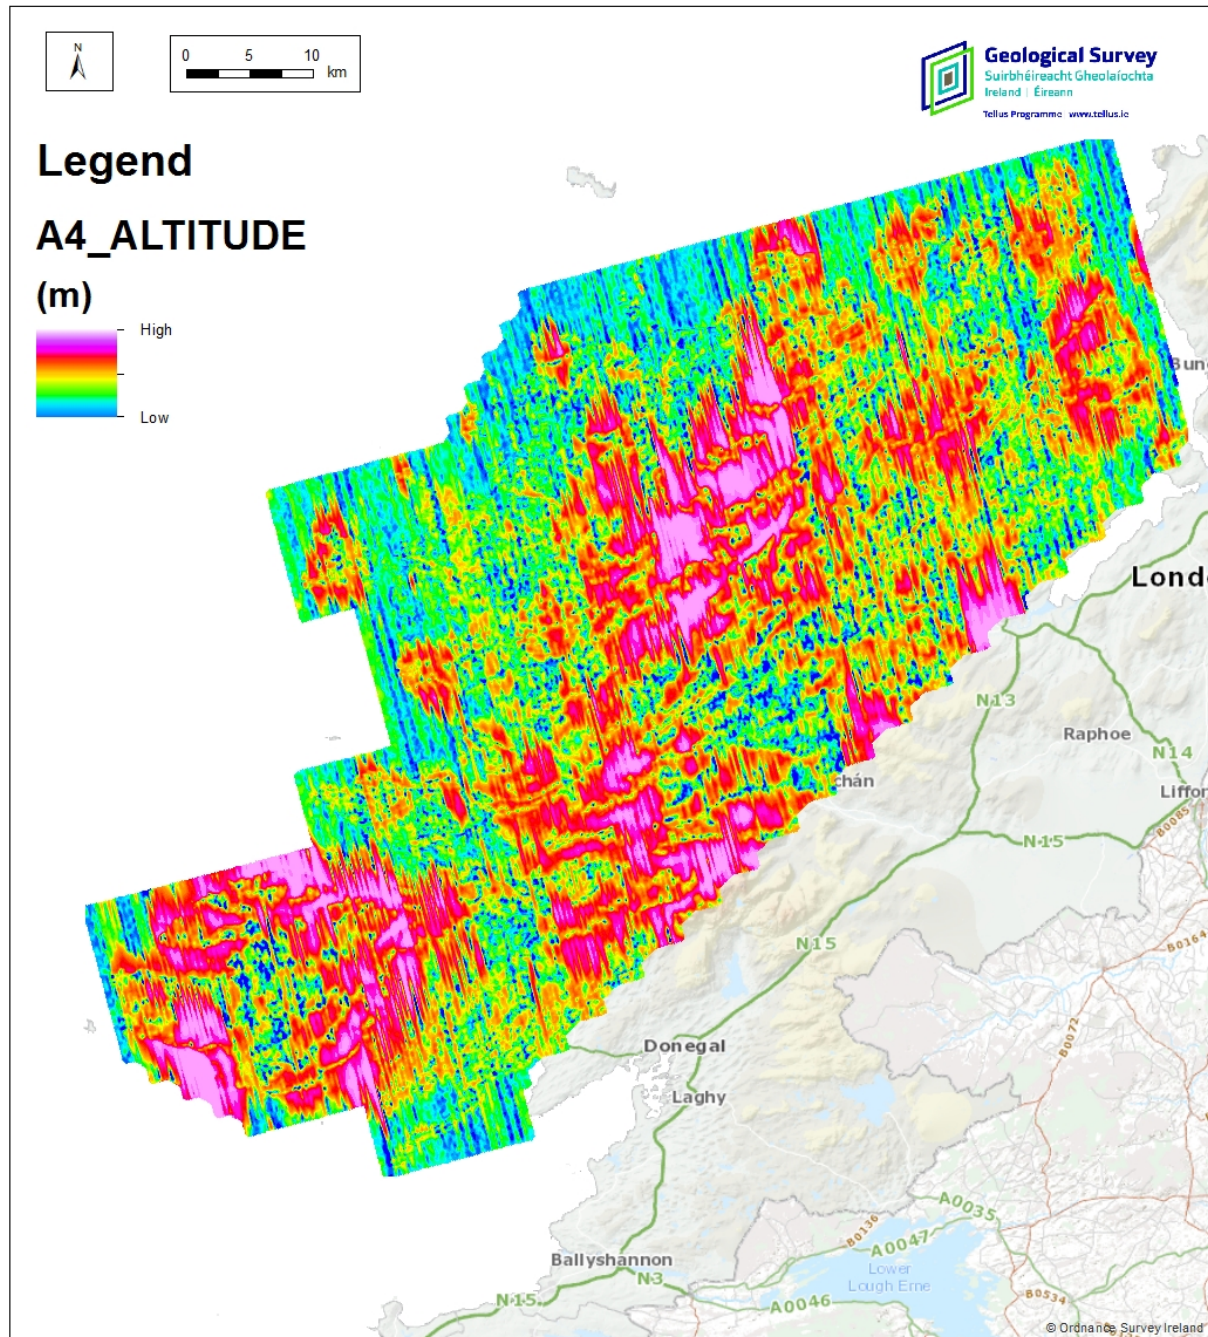 N
0 5 10
km
Geological Survey
Suirbhéireacht Gheolaíochta
Ireland | Éireann
Tellus Programme www.tellus.ie
Legend
A4_ALTITUDE
(m)
High
Low
Bun
Lond
N13
Raphoe
N14
chán
Liffor
B0085
N15
N15
B0164
B0072
Donegal
Laghy
A0035
B0136
A0047
Ballyshannon
Lower
Lough Erne
N3
N15
A0046
B0534
© Ordnance Survey Ireland